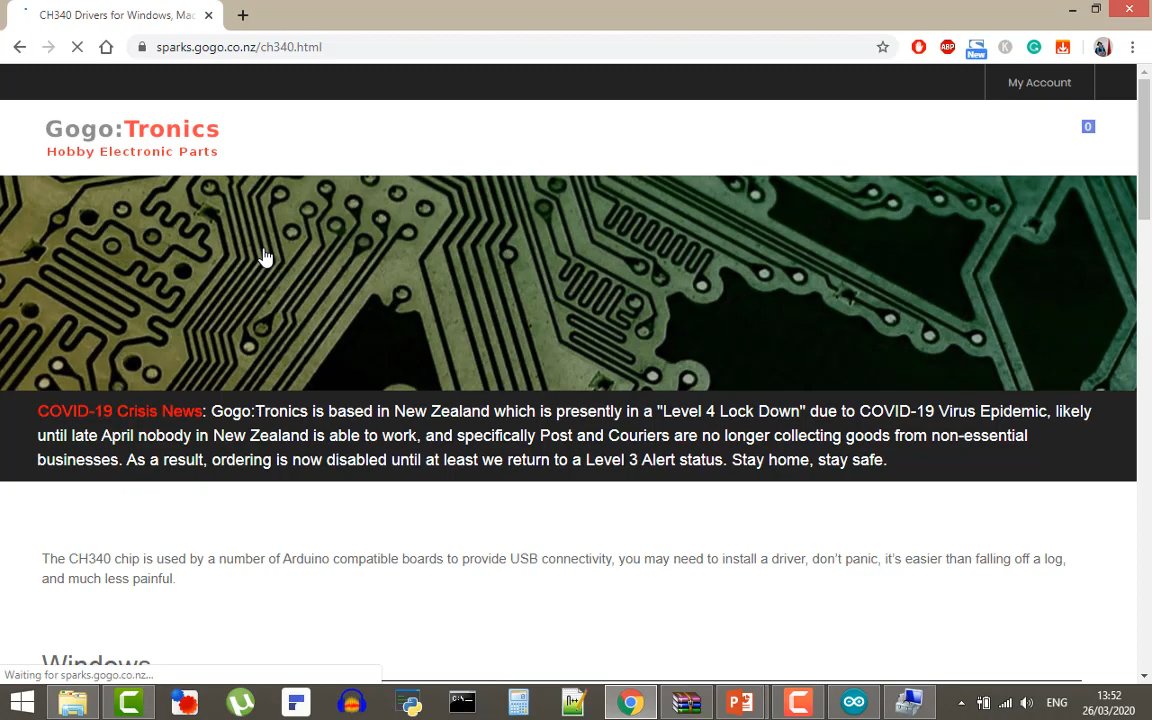 CH340 Drivers for Windows, Mac
sparks.gogo.co.nz/ch340.html
ABP
New
K
My Account
Gogo:Tronics
Hobby Electronic Parts
0
COVID-19 Crisis News: Gogo:Tronics is based in New Zealand which is presently in a "Level 4 Lock Down" due to COVID-19 Virus Epidemic, likely
until late April nobody in New Zealand is able to work, and specifically Post and Couriers are no longer collecting goods from non-essential
businesses. As a result, ordering is now disabled until at least we return to a Level 3 Alert status. Stay home, stay safe.
The CH340 chip is used by a number of Arduino compatible boards to provide USB connectivity, you may need to install a driver, don't panic, it's easier than falling off a log,
and much less painful.
Windows
Waiting for sparks.gogo.co.nz...
ENG
13:52
26/03/2020